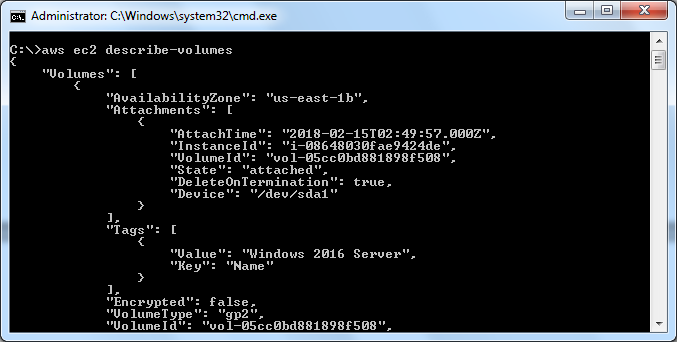 Administrator: C:\Windows\system32\cmd.exe
C:\>aws ec2 describe-volumes
{
    "Volumes": [
        {
            "AvailabilityZone": "us-east-1b",
            "Attachments": [
                {
                    "AttachTime": "2018-02-15T02:49:57.000Z",
                    "InstanceId": "i-08648030fae9424de",
                    "VolumeId": "vol-05cc0bd881898f508",
                    "State": "attached",
                    "DeleteOnTermination": true,
                    "Device": "/dev/sda1"
                }
            ],
            "Tags": [
                {
                    "Value": "Windows 2016 Server",
                    "Key": "Name"
                }
            ],
            "Encrypted": false,
            "VolumeType": "gp2",
            "VolumeId": "vol-05cc0bd881898f508",